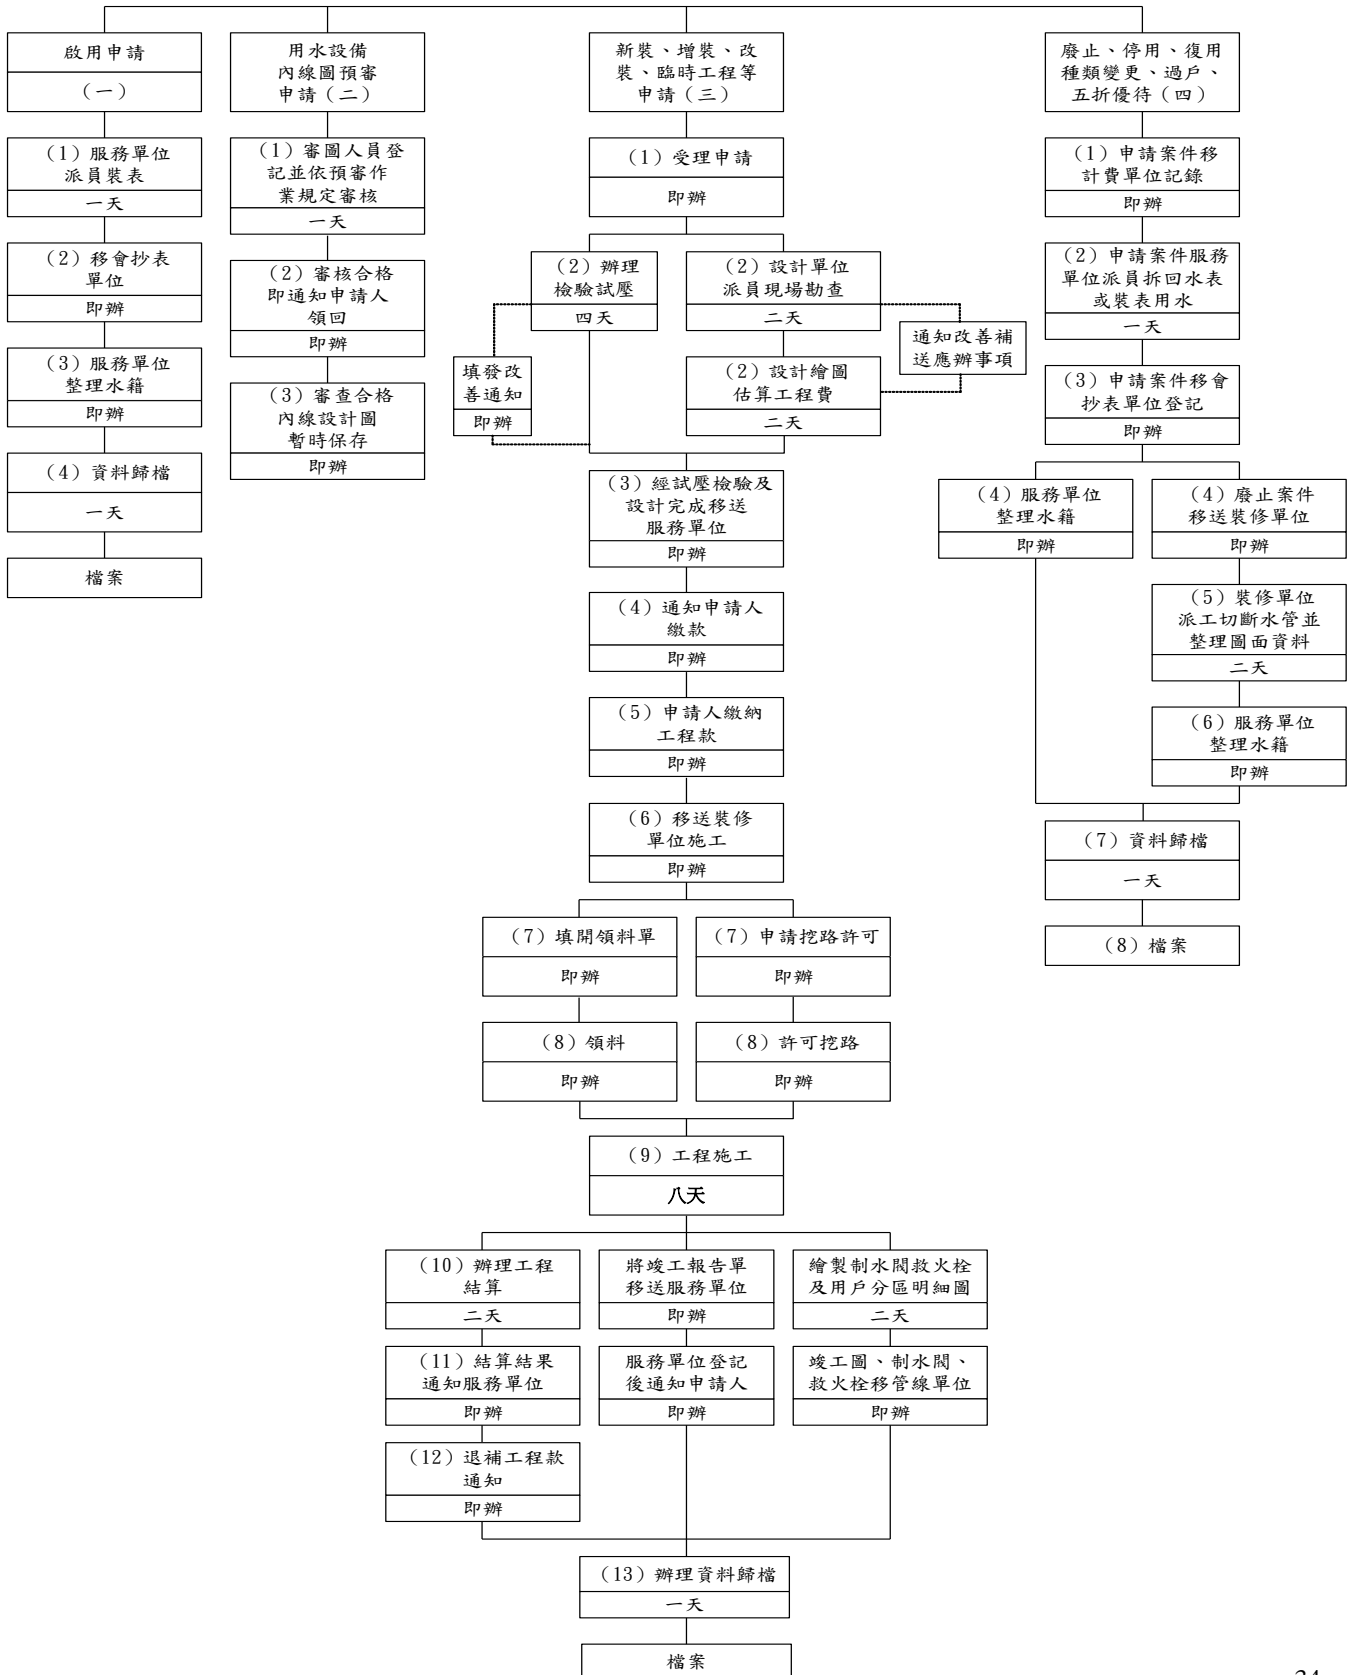 啟用申請
（一）
（1）服務單位
派員裝表
一天
（2）移會抄表
單位
即辦
（3）服務單位
整理水籍
即辦
（4）資料歸檔
一天
檔案
用水設備
內線圖預審
申請（二）
（1）審圖人員登
記並依預審作
業規定審核
一天
（2）審核合格
即通知申請人
領回
即辦
（3）審查合格
內線設計圖
暫時保存
即辦
新裝、增裝、改
裝、臨時工程等
申請（三）
（1）受理申請
即辦
（2）辦理
檢驗試壓
四天
填發改
善通知
即辦
（2）設計單位
派員現場勘查
二天
通知改善補
送應辦事項
（2）設計繪圖
估算工程費
二天
（3）經試壓檢驗及
設計完成移送
服務單位
即辦
（4）通知申請人
繳款
即辦
（5）申請人繳納
工程款
即辦
（6）移送裝修
單位施工
即辦
（7）填開領料單
即辦
（7）申請挖路許可
即辦
（8）領料
即辦
（8）許可挖路
即辦
（9）工程施工
八天
（10）辦理工程
結算
二天
（11）結算結果
通知服務單位
即辦
（12）退補工程款
通知
即辦
將竣工報告單
移送服務單位
即辦
服務單位登記
後通知申請人
即辦
繪製制水閥救火栓
及用戶分區明細圖
二天
竣工圖、制水閥、
救火栓移管線單位
即辦
（13）辦理資料歸檔
一天
檔案
廢止、停用、復用
種類變更、過戶、
五折優待（四）
（1）申請案件移
計費單位記錄
即辦
（2）申請案件服務
單位派員拆回水表
或裝表用水
一天
（3）申請案件移會
抄表單位登記
即辦
（4）服務單位
整理水籍
即辦
（4）廢止案件
移送裝修單位
即辦
（5）裝修單位
派工切斷水管並
整理圖面資料
二天
（6）服務單位
整理水籍
即辦
（7）資料歸檔
一天
（8）檔案